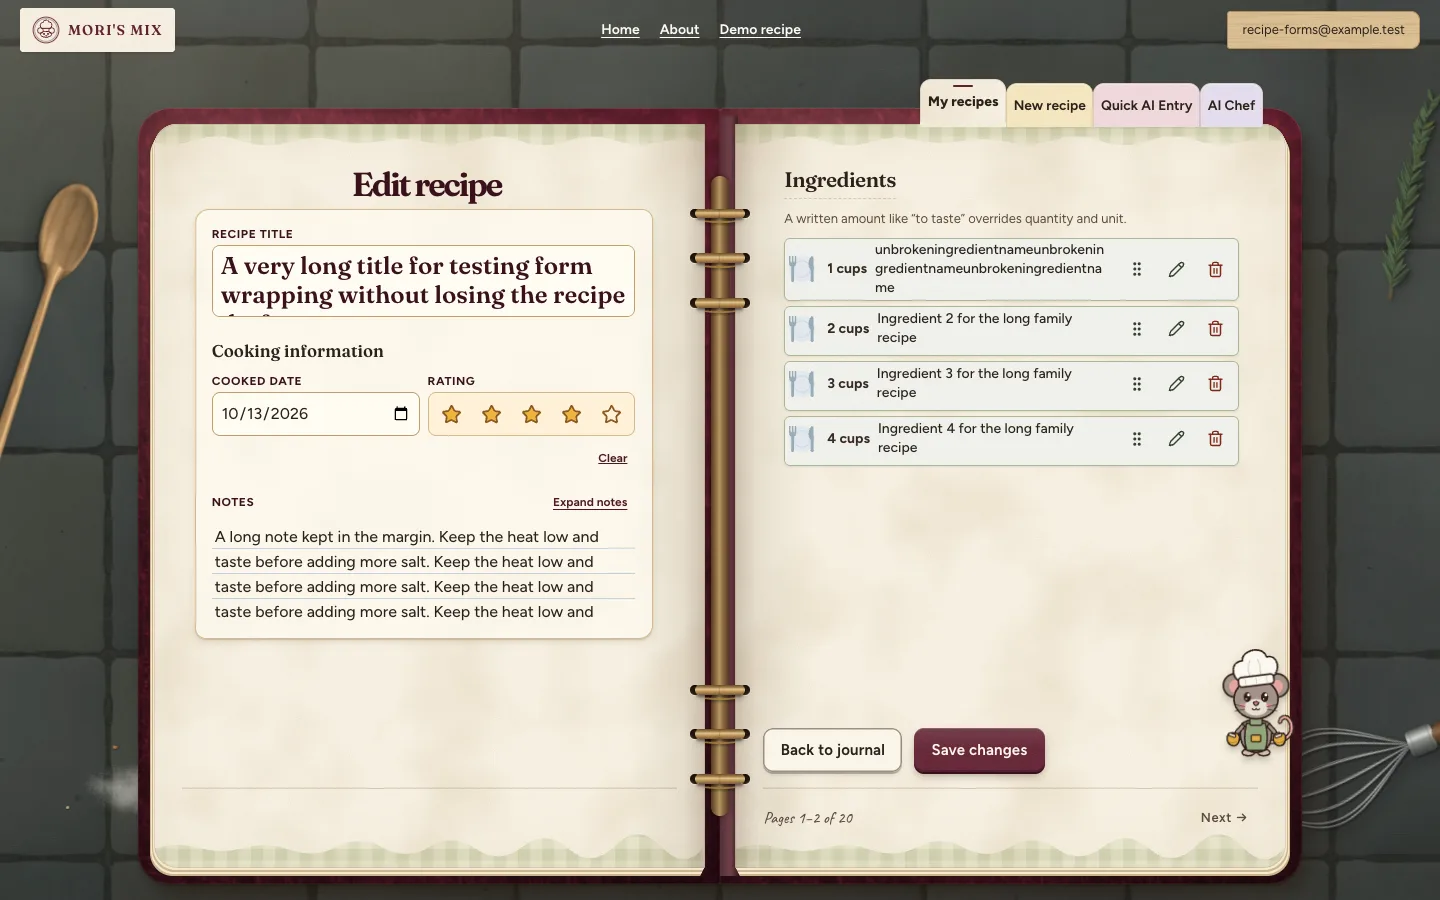 MORI'S MIX
Home
About
Demo recipe
recipe-forms@example.test
My recipes
New recipe
Quick AI Entry
AI Chef
Edit recipe
RECIPE TITLE
A very long title for testing form
wrapping without losing the recipe
Cooking information
COOKED DATE
RATING
10/13/2026
Clear
NOTES
Expand notes
A long note kept in the margin. Keep the heat low and
taste before adding more salt. Keep the heat low and
taste before adding more salt. Keep the heat low and
taste before adding more salt. Keep the heat low and
Ingredients
A written amount like “to taste” overrides quantity and unit.
1 cups
unbrokeningredientnameunbrokenin
gredientnameunbrokeningredientna
me
2 cups
Ingredient 2 for the long family
recipe
3 cups
Ingredient 3 for the long family
recipe
4 cups
Ingredient 4 for the long family
recipe
Back to journal
Save changes
Pages 1–2 of 20
Next →